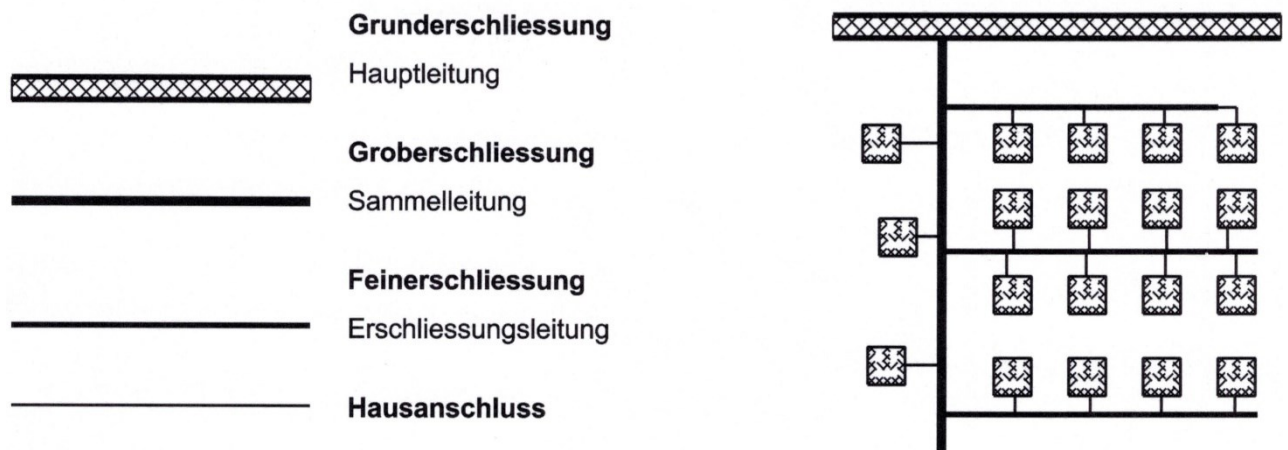 Grunderschliessung
Hauptleitung
Groberschliessung
Sammelleitung
Feinerschliessung
Erschliessungsleitung
Hausanschluss